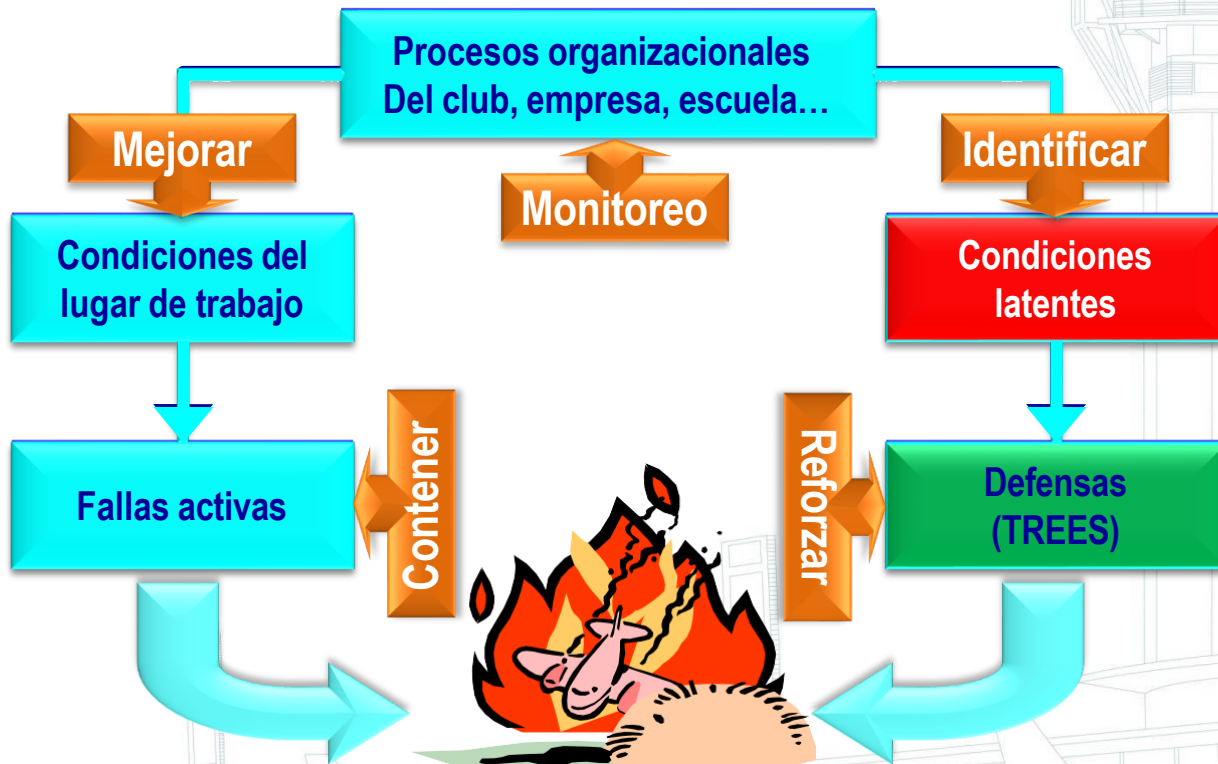 Procesos organizacionales
Del club, empresa, escuela…
Mejorar
Identificar
Monitoreo
Condiciones del
lugar de trabajo
Condiciones
latentes
Contener
Reforzar
Fallas activas
Defensas
(TREES)